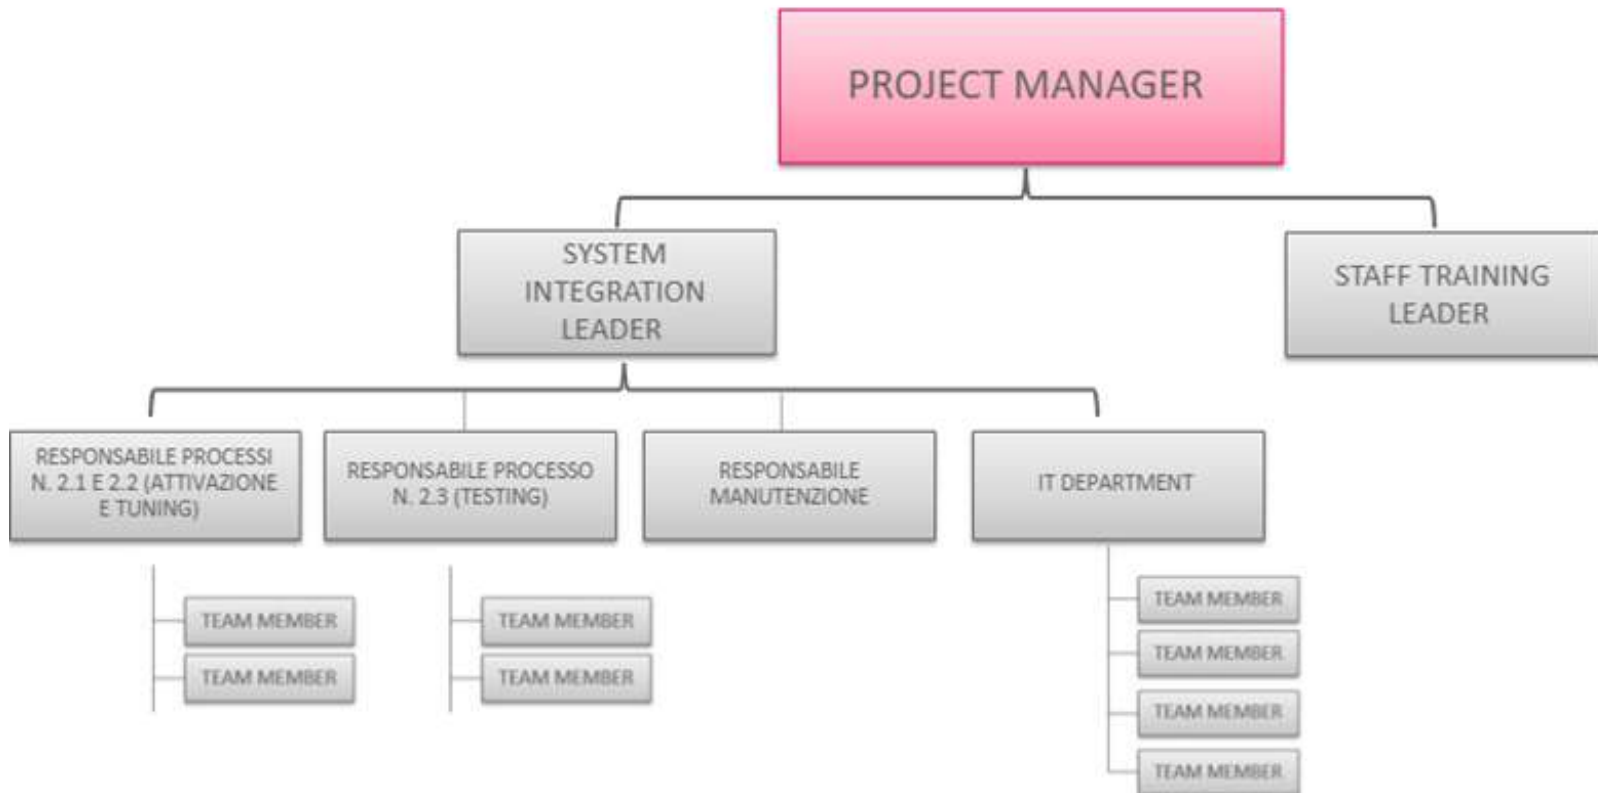 PROJECT MANAGER
SYSTEM
INTEGRATION
LEADER
STAFF TRAINING
LEADER
RESPONSABILE PROCESSI
N. 2.1 E 2.2 (ATTIVAZIONE
E TUNING)
RESPONSABILE PROCESSO
N. 2.3 (TESTING)
RESPONSABILE
MANUTENZIONE
IT DEPARTMENT
TEAM MEMBER
TEAM MEMBER
TEAM MEMBER
TEAM MEMBER
TEAM MEMBER
TEAM MEMBER
TEAM MEMBER
TEAM MEMBER